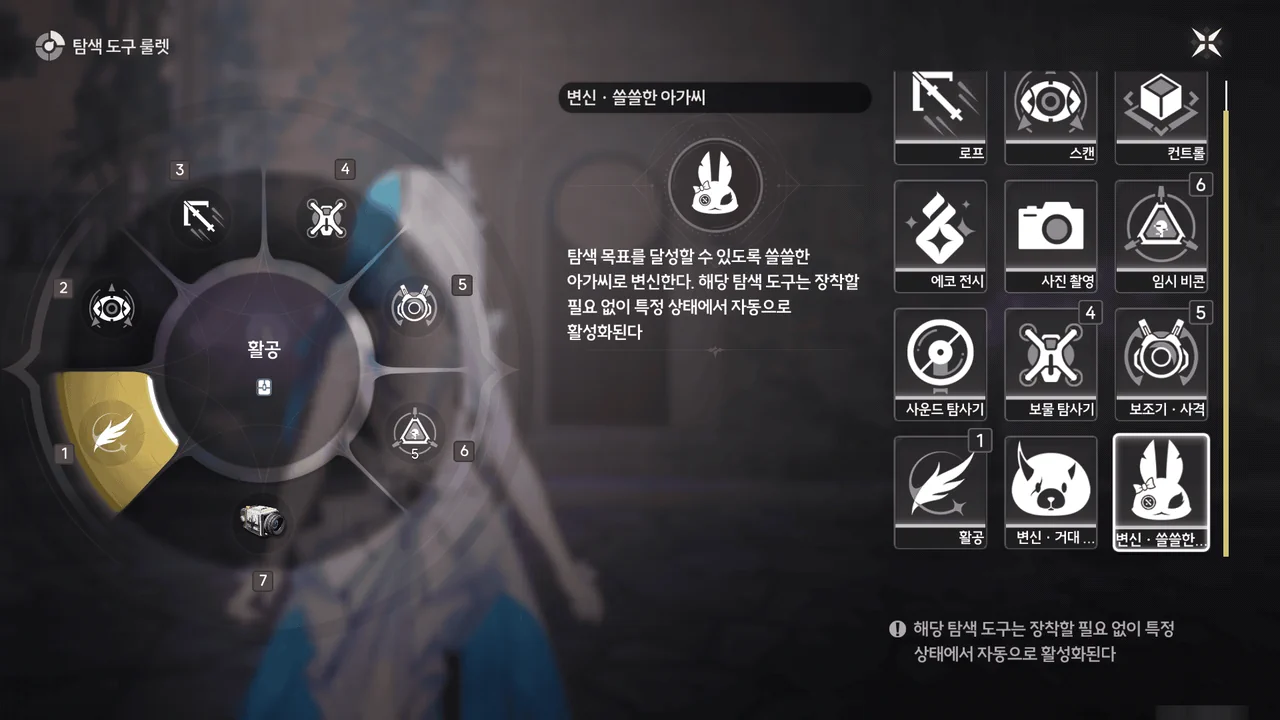 탐색 도구 룰렛
3
4
2
5
활공
1
5
6
7
변신 · 쓸쓸한 아가씨
탐색 목표를 달성할 수 있도록 쓸쓸한
아가씨로 변신한다. 해당 탐색 도구는 장착할
필요 없이 특정 상태에서 자동으로
활성화된다
로프
스캔
컨트롤
6
에코 전시
사진 촬영
임시 비콘
4
5
사운드 탐사기
보물 탐사기
보조기 · 사격
1
활공
변신 · 거대 ...
변신 · 쓸쓸한...
해당 탐색 도구는 장착할 필요 없이 특정
상태에서 자동으로 활성화된다